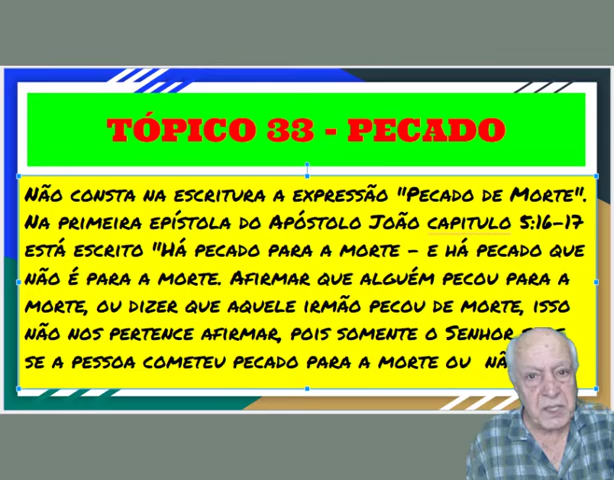 TÓPICO 33 - PECADO
NÃO CONSTA NA ESCRITURA A EXPRESSÃO "PECADO DE MORTE".
NA PRIMEIRA EPÍSTOLA DO APÓSTOLO JOÃO CAPITULO 5:16-17
ESTÁ ESCRITO "HÁ PECADO PARA A MORTE - E HÁ PECADO QUE
NÃO É PARA A MORTE. AFIRMAR QUE ALGUÉM PECOU PARA A
MORTE, OU DIZER QUE AQUELE IRMÃO PECOU DE MORTE, ISSO
NÃO NOS PERTENCE AFIRMAR, POIS SOMENTE O SENHOR
SE A PESSOA COMETEU PECADO PARA A MORTE OU